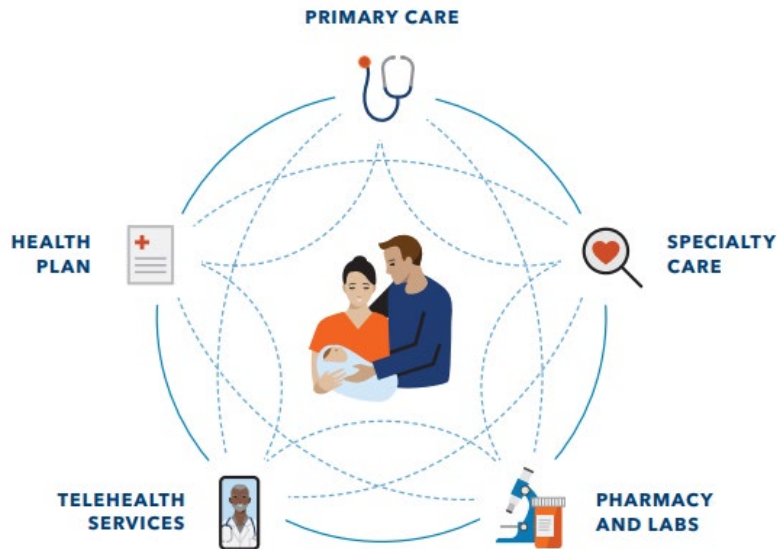 PRIMARY CARE
HEALTH
PLAN
SPECIALTY
CARE
TELEHEALTH
SERVICES
PHARMACY
AND LABS